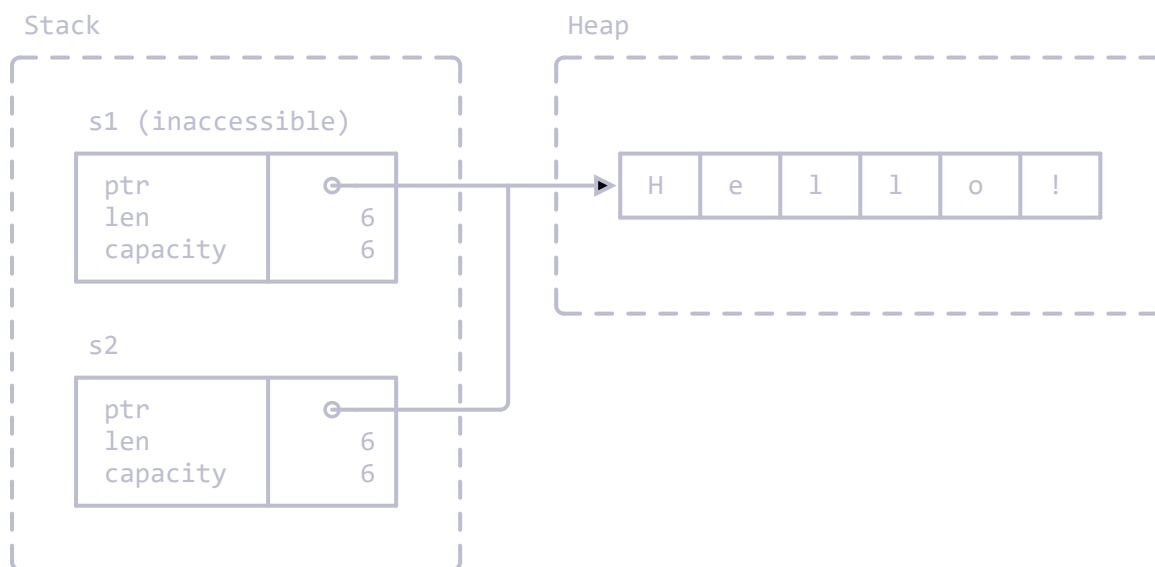 Stack
Heap
s1 (inaccessible)
ptr
len 6
capacity 6
H e l l o !
s2
ptr
len 6
capacity 6